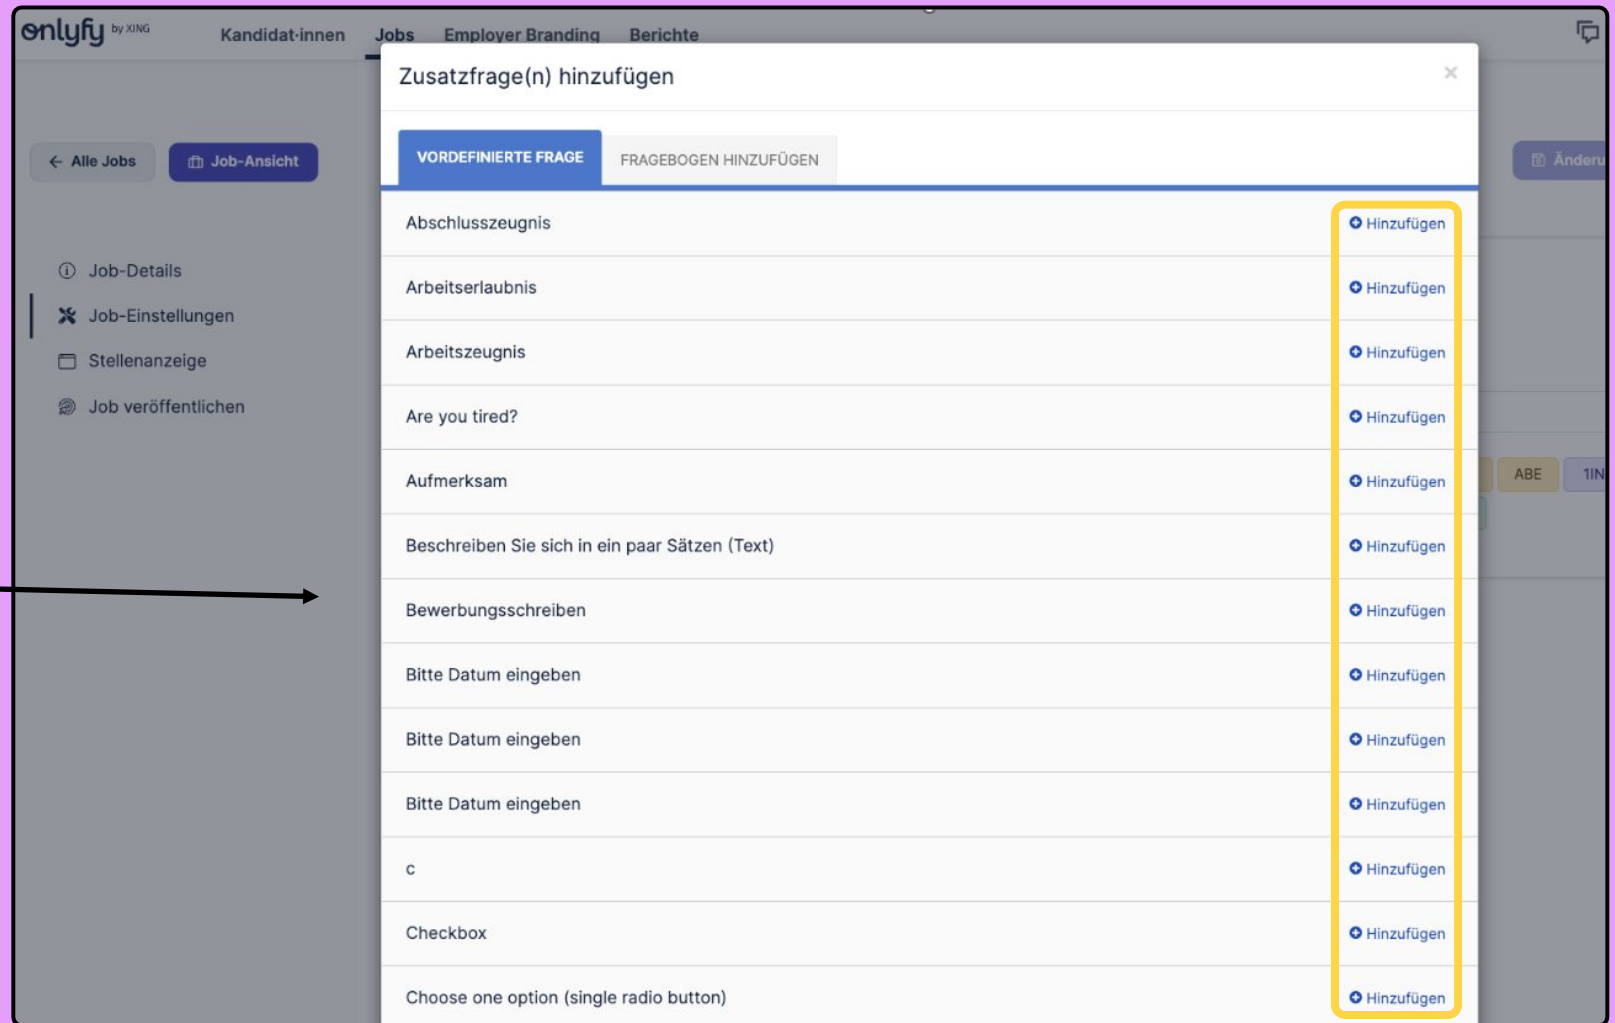 onlyfy by XING
Kandidat·innen Jobs Employer Branding Berichte
Zusatzfrage(n) hinzufügen ×
← Alle Jobs Job-Ansicht
VORDEFINIERTE FRAGE FRAGEBOGEN HINZUFÜGEN
Änderu
Abschlusszeugnis Hinzufügen
Job-Details
Arbeitserlaubnis Hinzufügen
Job-Einstellungen
Arbeitszeugnis Hinzufügen
Stellenanzeige
Job veröffentlichen
Are you tired? Hinzufügen
Aufmerksam Hinzufügen
ABE 1IN
Beschreiben Sie sich in ein paar Sätzen (Text) Hinzufügen
Bewerbungsschreiben Hinzufügen
Bitte Datum eingeben Hinzufügen
Bitte Datum eingeben Hinzufügen
Bitte Datum eingeben Hinzufügen
c Hinzufügen
Checkbox Hinzufügen
Choose one option (single radio button) Hinzufügen